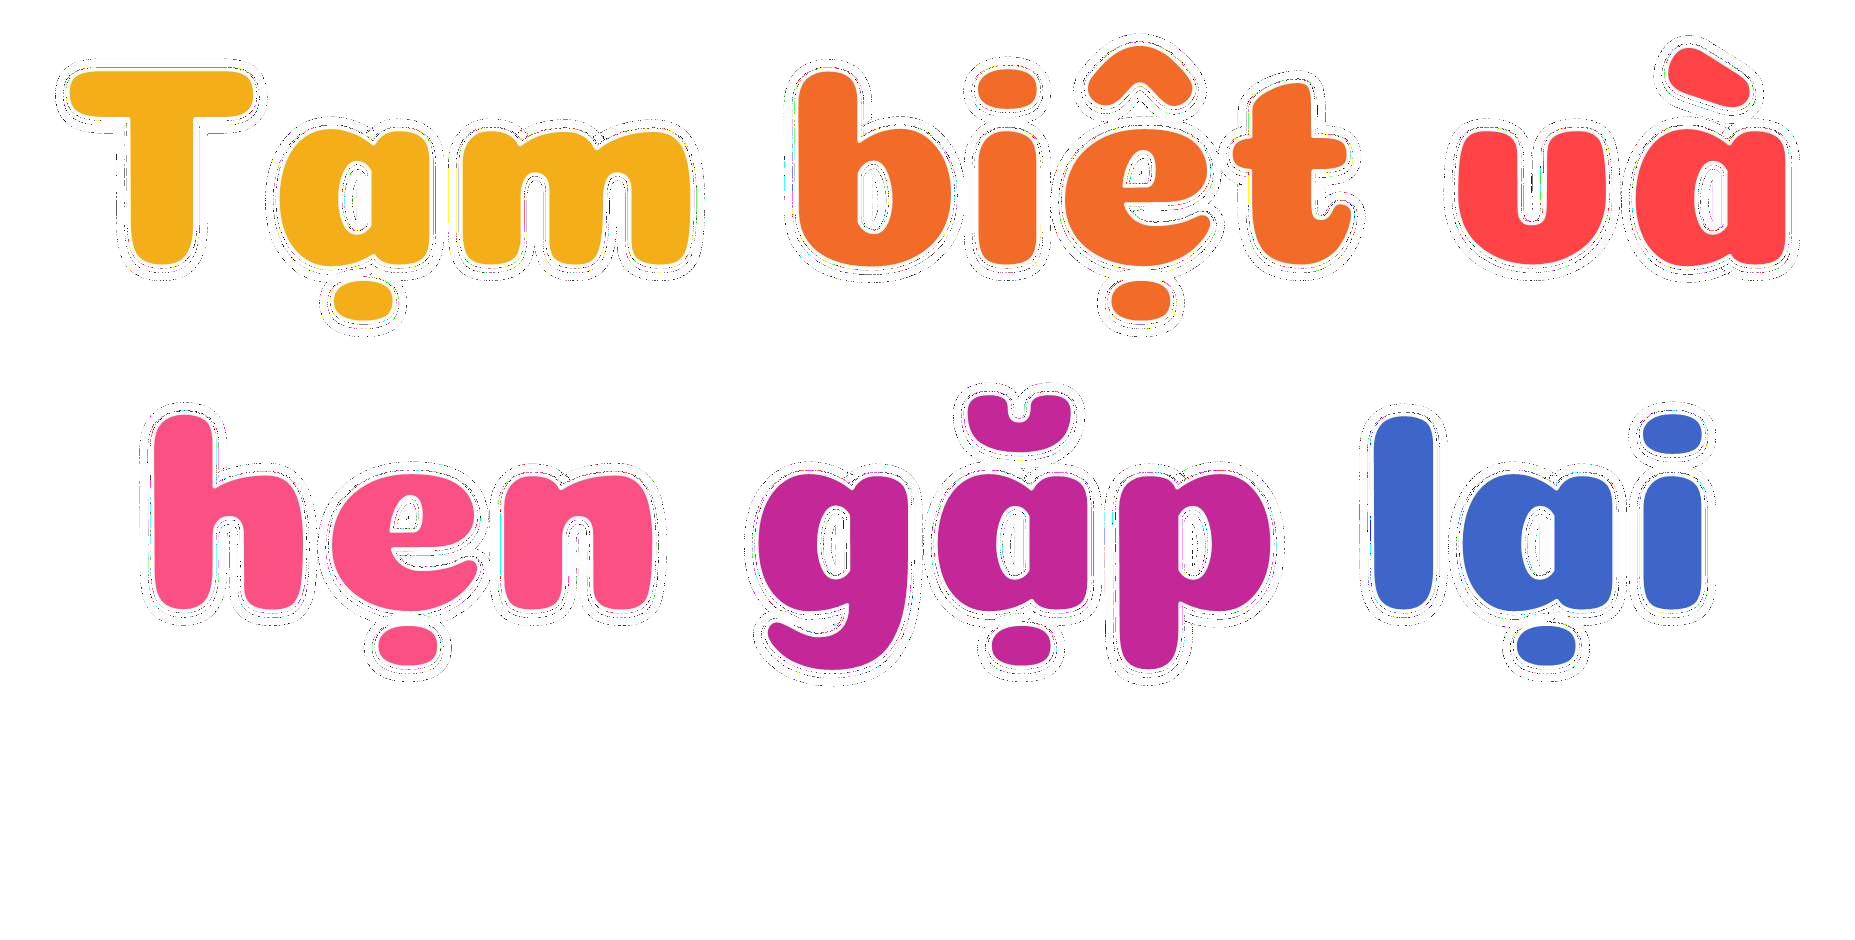 Tạm biệt và
hẹn gặp lại